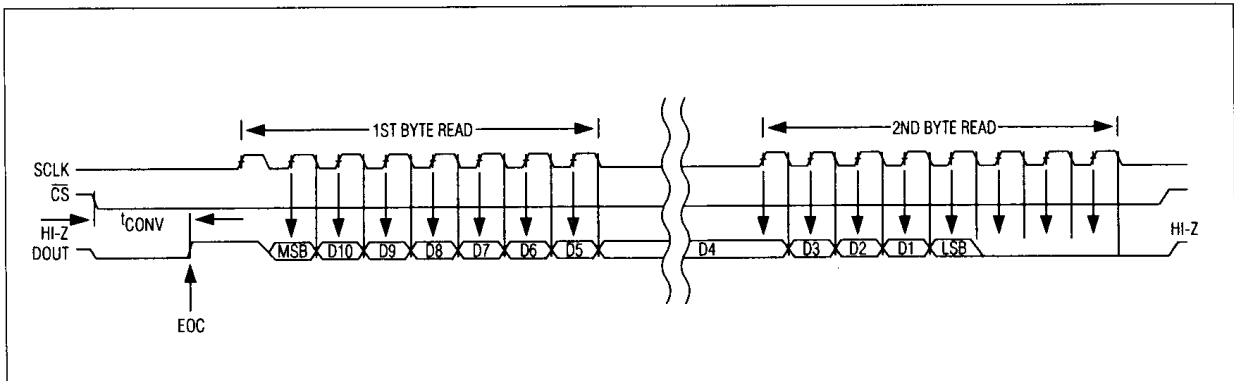 1ST BYTE READ
2ND BYTE READ
SCLK
CS
tCONV
HI-Z
HI-Z
DOUT
MSB D10 D9 D8 D7 D6 D5 D4 D3 D2 D1 LSB
EOC